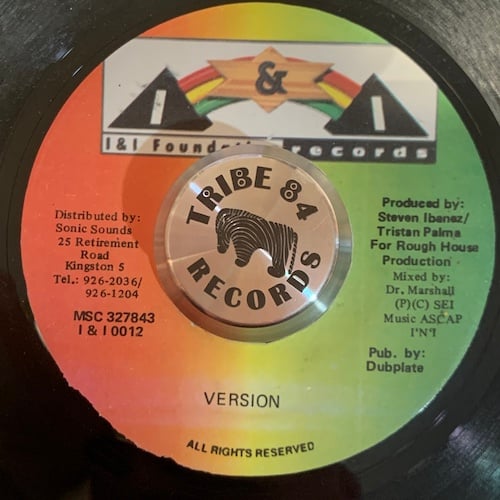 I & I
I & I Foundat records
TRIBE 84
RECORDS
Distributed by:
Sonic Sounds
25 Retirement
Road
Kingston 5
Tel.: 926-2036/
926-1204
MSC 327843
I & I 0012
Produced by:
Steven Ibanez/
Tristan Palma
For Rough House
Production
Mixed by:
Dr. Marshall
(P)(C) SEI
Music ASCAP
I'N'I
Pub. by:
Dubplate
VERSION
ALL RIGHTS RESERVED